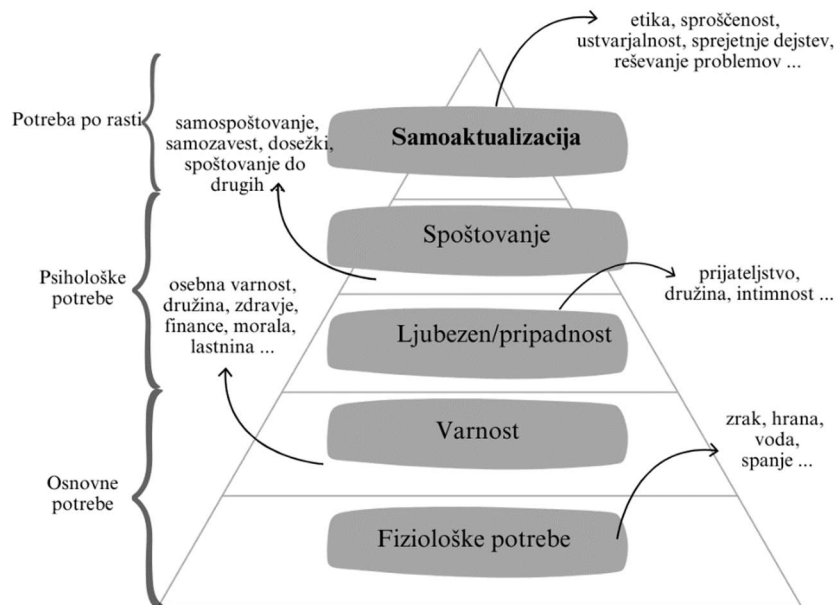 etika, sproščenost,
ustvarjalnost, sprejetnje dejstev,
reševanje problemov ...
Potreba po rasti
samospoštovanje,
samozavest, dosežki,
spoštovanje do
drugih
Samoaktualizacija
Spoštovanje
Psihološke
potrebe
osebna varnost,
družina, zdravje,
finance, morala,
lastnina ...
prijateljstvo,
družina, intimnost ...
Ljubezen/pripadnost
Varnost
zrak, hrana,
voda,
spanje ...
Osnovne
potrebe
Fiziološke potrebe